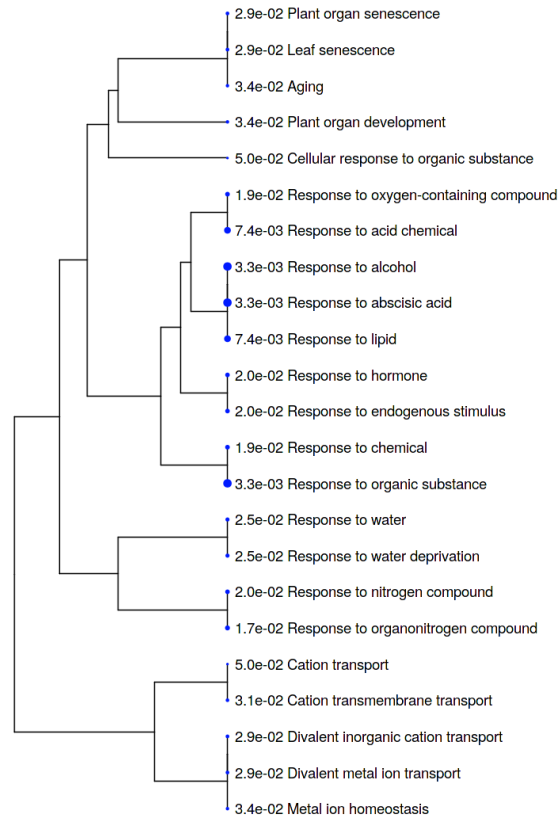 2.9e-02 Plant organ senescence
2.9e-02 Leaf senescence
3.4e-02 Aging
3.4e-02 Plant organ development
5.0e-02 Cellular response to organic substance
1.9e-02 Response to oxygen-containing compound
7.4e-03 Response to acid chemical
3.3e-03 Response to alcohol
3.3e-03 Response to abscisic acid
7.4e-03 Response to lipid
2.0e-02 Response to hormone
2.0e-02 Response to endogenous stimulus
1.9e-02 Response to chemical
3.3e-03 Response to organic substance
2.5e-02 Response to water
2.5e-02 Response to water deprivation
2.0e-02 Response to nitrogen compound
1.7e-02 Response to organonitrogen compound
5.0e-02 Cation transport
3.1e-02 Cation transmembrane transport
2.9e-02 Divalent inorganic cation transport
2.9e-02 Divalent metal ion transport
3.4e-02 Metal ion homeostasis